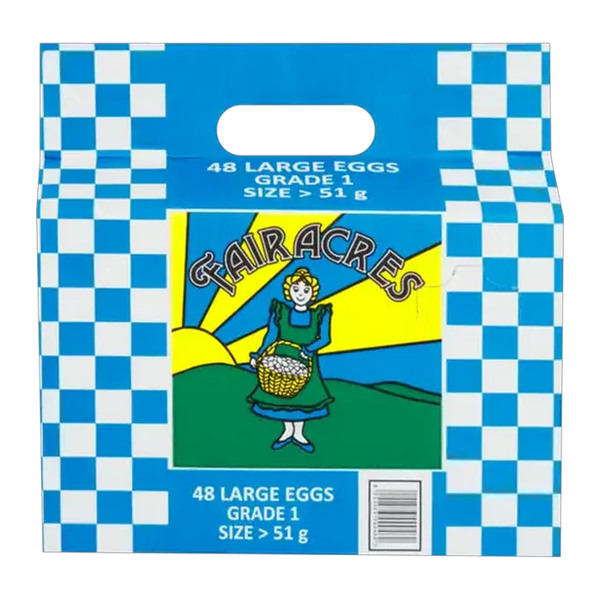 48 LARGE EGGS
GRADE 1
SIZE > 51 g
FAIRACRES
48 LARGE EGGS
GRADE 1
SIZE > 51 g